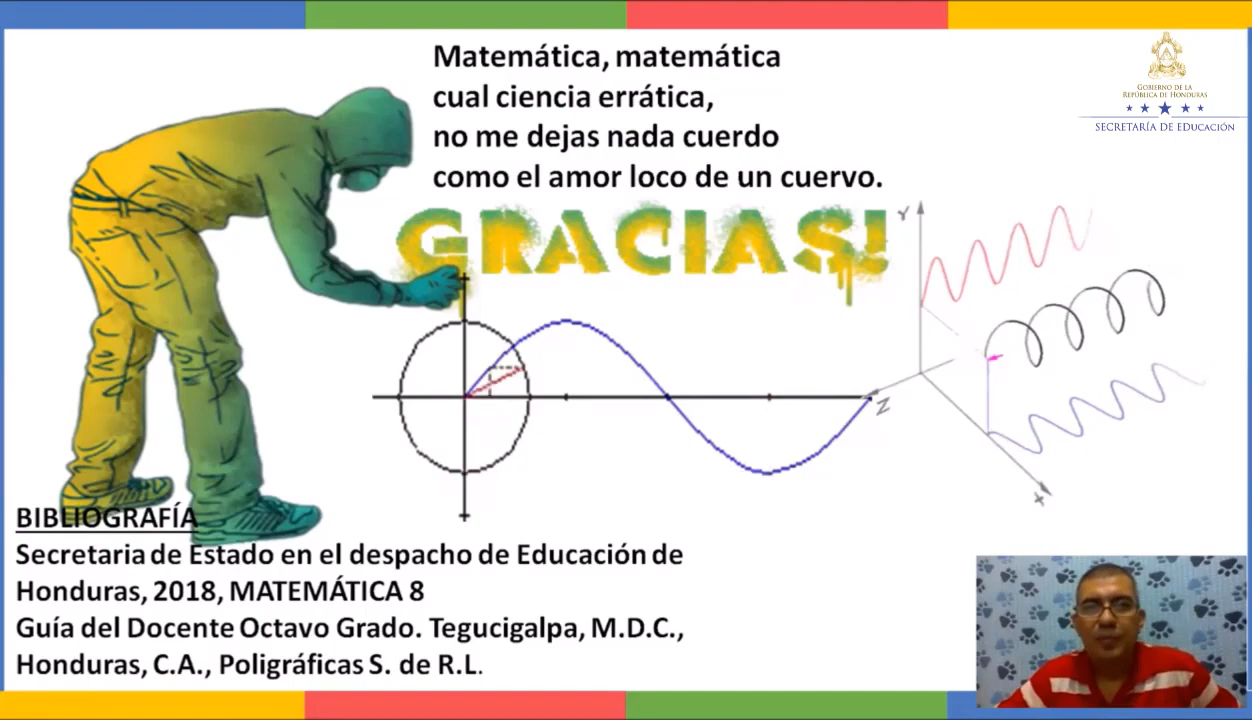 Matemática, matemática
cual ciencia errática,
no me dejas nada cuerdo
como el amor loco de un cuervo.
GRACIAS!
GOBIERNO DE LA
REPÚBLICA DE HONDURAS
SECRETARÍA DE EDUCACIÓN
Y
Z
X
BIBLIOGRAFÍA
Secretaria de Estado en el despacho de Educación de
Honduras, 2018, MATEMÁTICA 8
Guía del Docente Octavo Grado. Tegucigalpa, M.D.C.,
Honduras, C.A., Poligráficas S. de R.L.